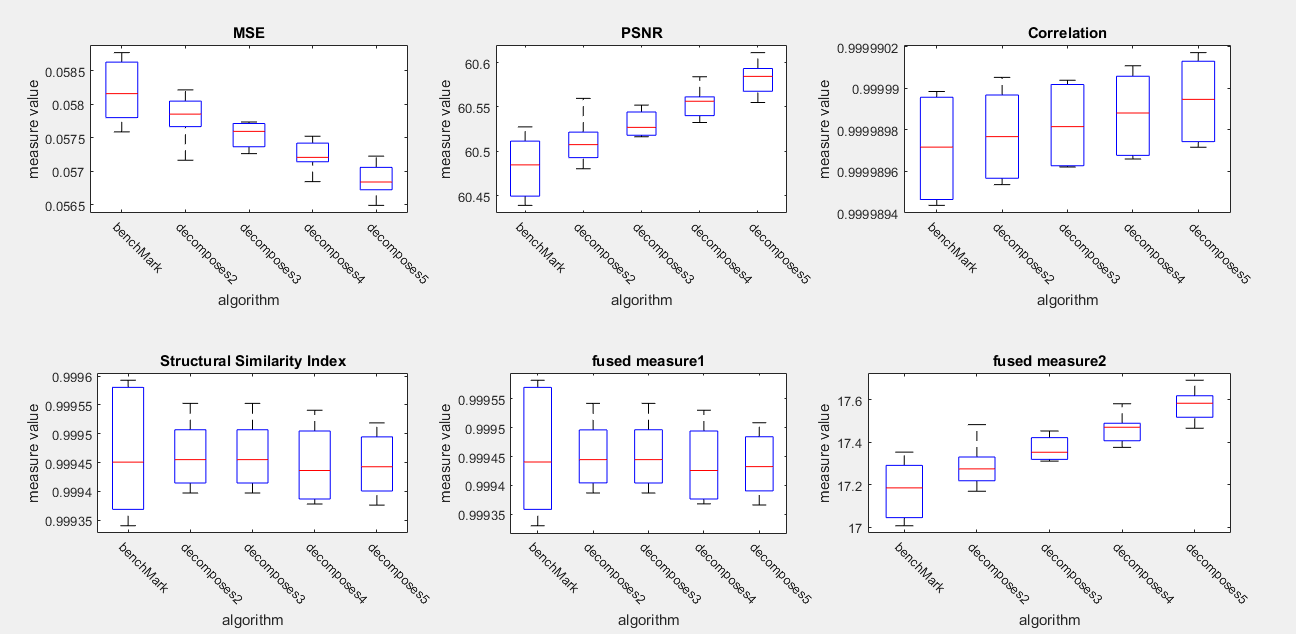 MSE
measure value
0.0585
0.058
0.0575
0.057
0.0565
benchMark
decomposes2
decomposes3
decomposes4
decomposes5
algorithm
PSNR
measure value
60.6
60.55
60.5
60.45
benchMark
decomposes2
decomposes3
decomposes4
decomposes5
algorithm
Correlation
measure value
0.9999902
0.99999
0.9999898
0.9999896
0.9999894
benchMark
decomposes2
decomposes3
decomposes4
decomposes5
algorithm
Structural Similarity Index
measure value
0.9996
0.99955
0.9995
0.99945
0.9994
0.99935
benchMark
decomposes2
decomposes3
decomposes4
decomposes5
algorithm
fused measure1
measure value
0.99955
0.9995
0.99945
0.9994
0.99935
benchMark
decomposes2
decomposes3
decomposes4
decomposes5
algorithm
fused measure2
measure value
17.6
17.4
17.2
17
benchMark
decomposes2
decomposes3
decomposes4
decomposes5
algorithm